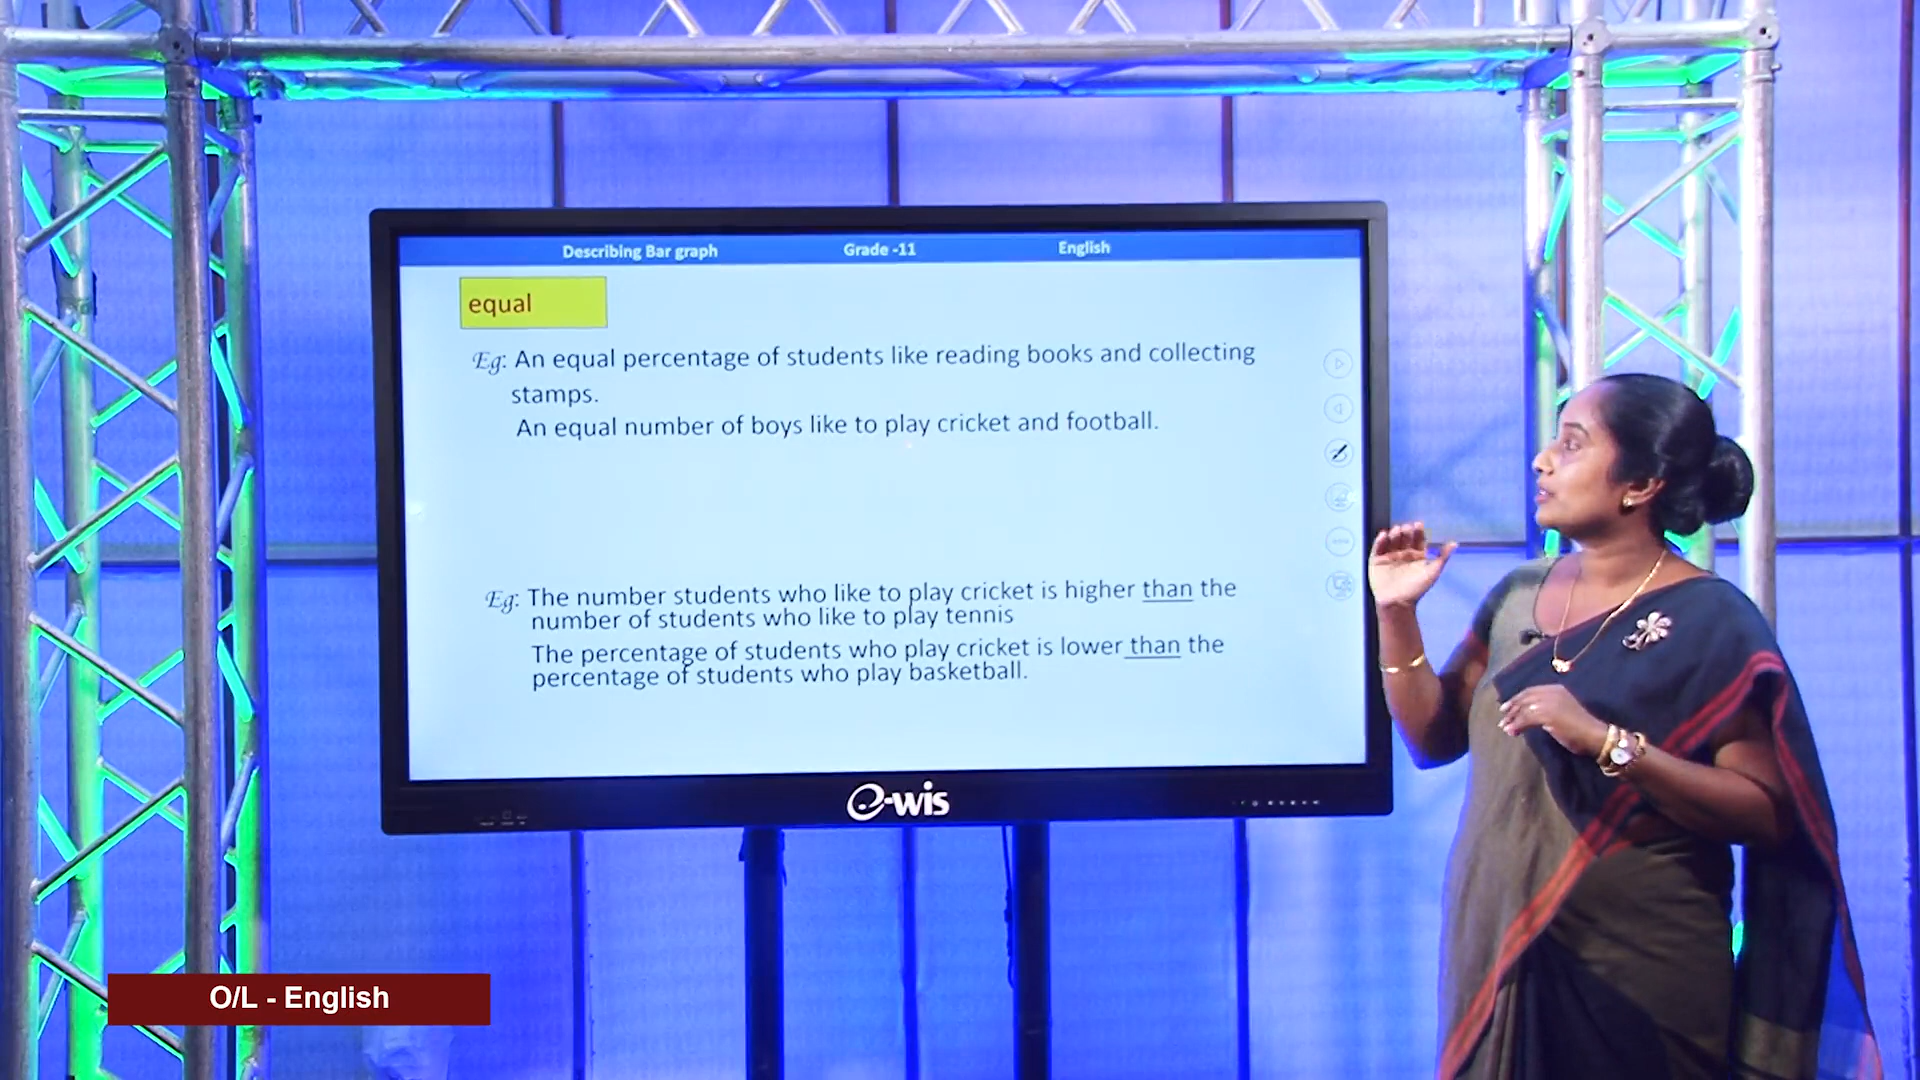 Describing Bar graph Grade -11 English
equal
Eg: An equal percentage of students like reading books and collecting
stamps.
An equal number of boys like to play cricket and football.
Eg: The number students who like to play cricket is higher than the
number of students who like to play tennis
The percentage of students who play cricket is lower than the
percentage of students who play basketball.
e-wis
O/L - English